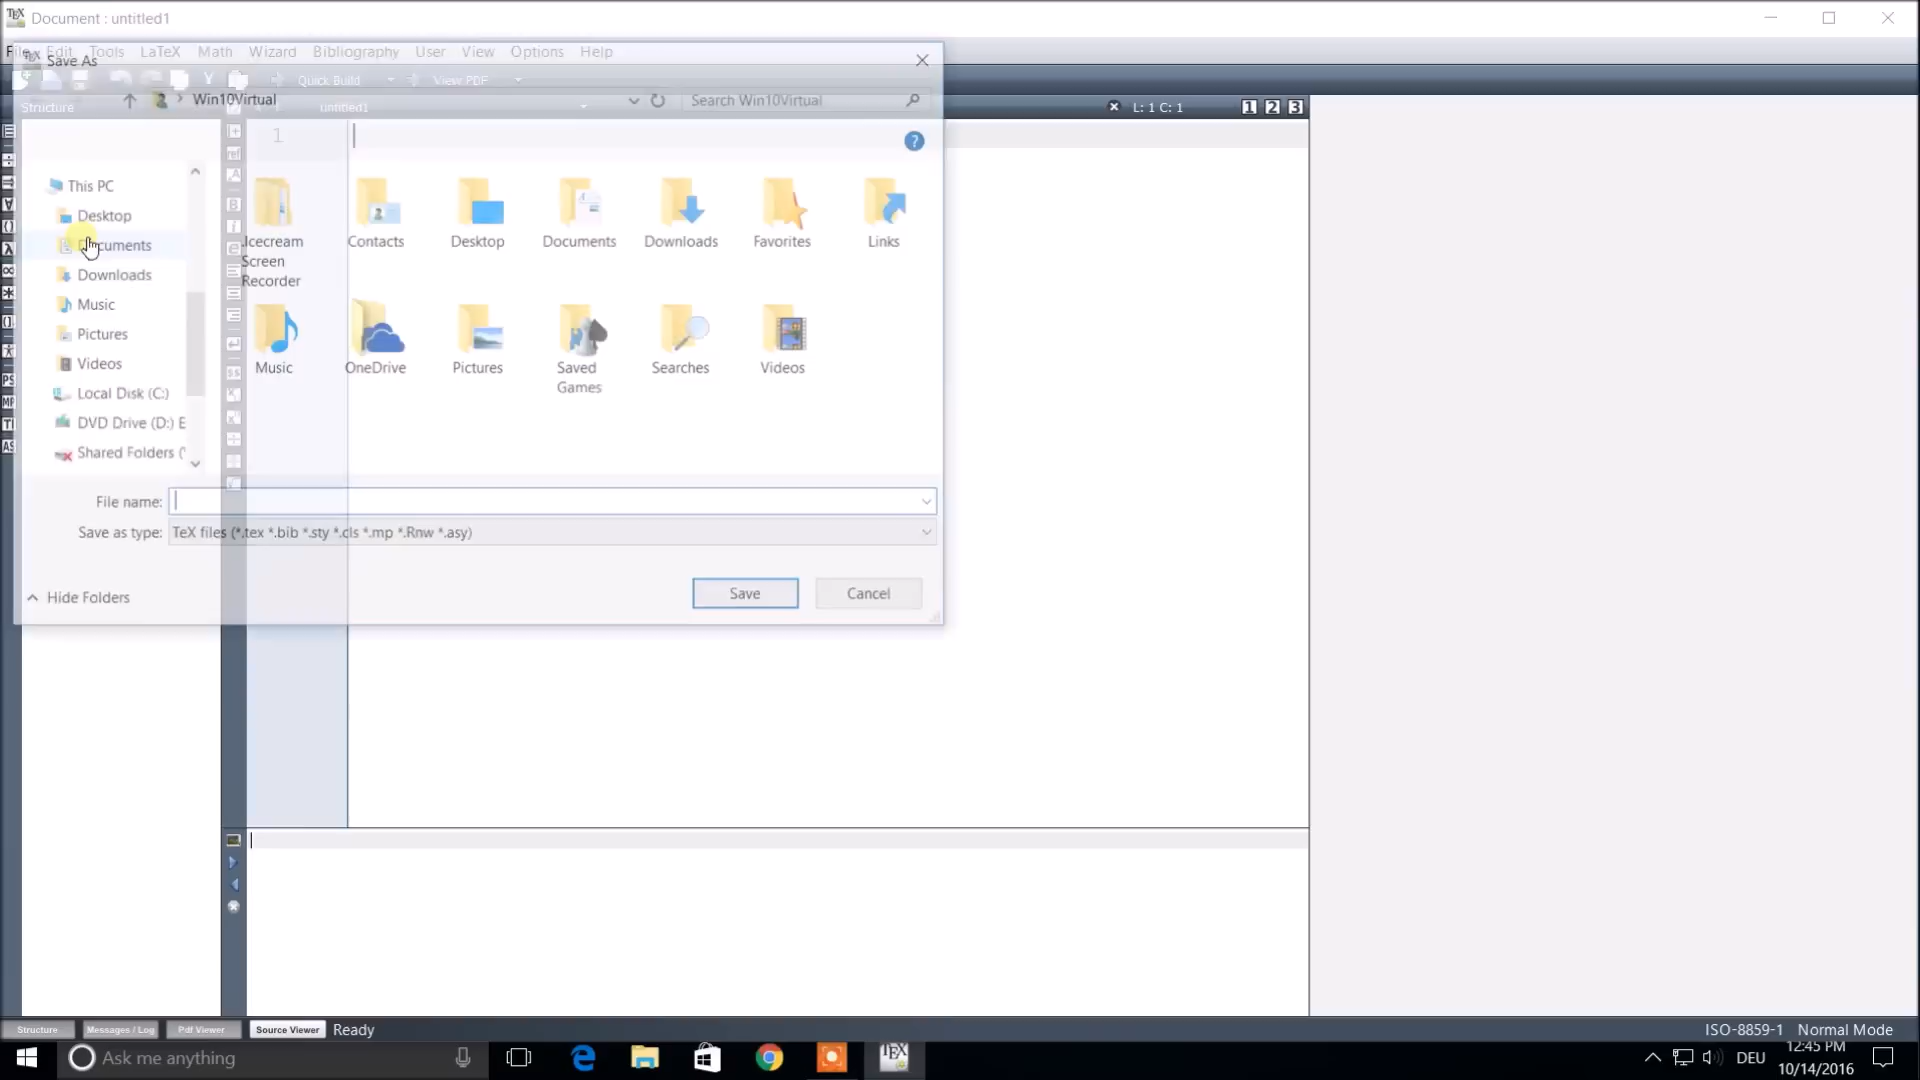 Document : untitled1
File Edit Tools LaTeX Math Wizard Bibliography User View Options Help
Save As
Quick Build View PDF
Structure
Win10Virtual
untitled1
Search Win10Virtual
L: 1 C: 1
1 2 3
1
This PC
Desktop
Documents
Downloads
Music
Pictures
Videos
Local Disk (C:)
DVD Drive (D:) E
Shared Folders (
.Icecream
Screen
Recorder
Contacts
Desktop
Documents
Downloads
Favorites
Links
Music
OneDrive
Pictures
Saved
Games
Searches
Videos
File name:
Save as type: TeX files (*.tex *.bib *.sty *.cls *.mp *.Rnw *.asy)
Hide Folders
Save
Cancel
Structure Messages / Log Pdf Viewer Source Viewer Ready
ISO-8859-1 Normal Mode
Ask me anything
DEU
12:45 PM
10/14/2016